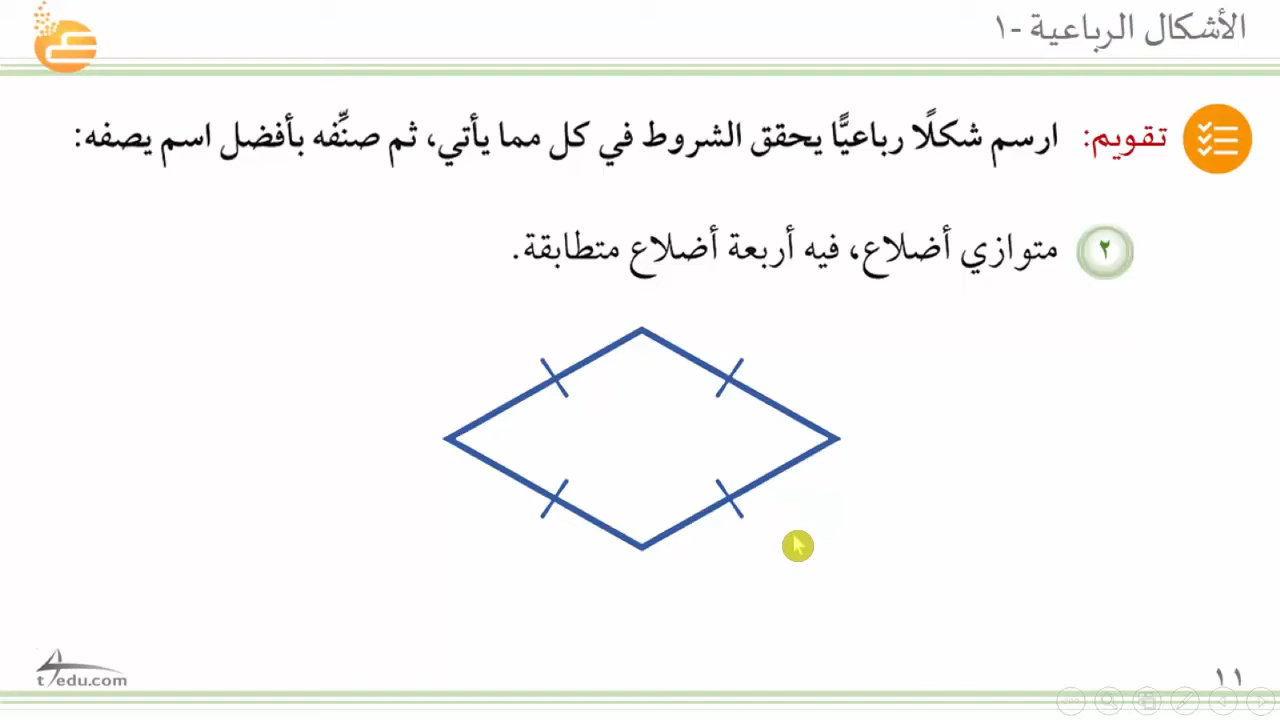 الأشكال الرباعية -١
تقويم: ارسم شكلًا رباعيًّا يحقق الشروط في كل مما يأتي، ثم صنِّفه بأفضل اسم يصفه:
٢ متوازي أضلاع، فيه أربعة أضلاع متطابقة.
t4edu.com
١١